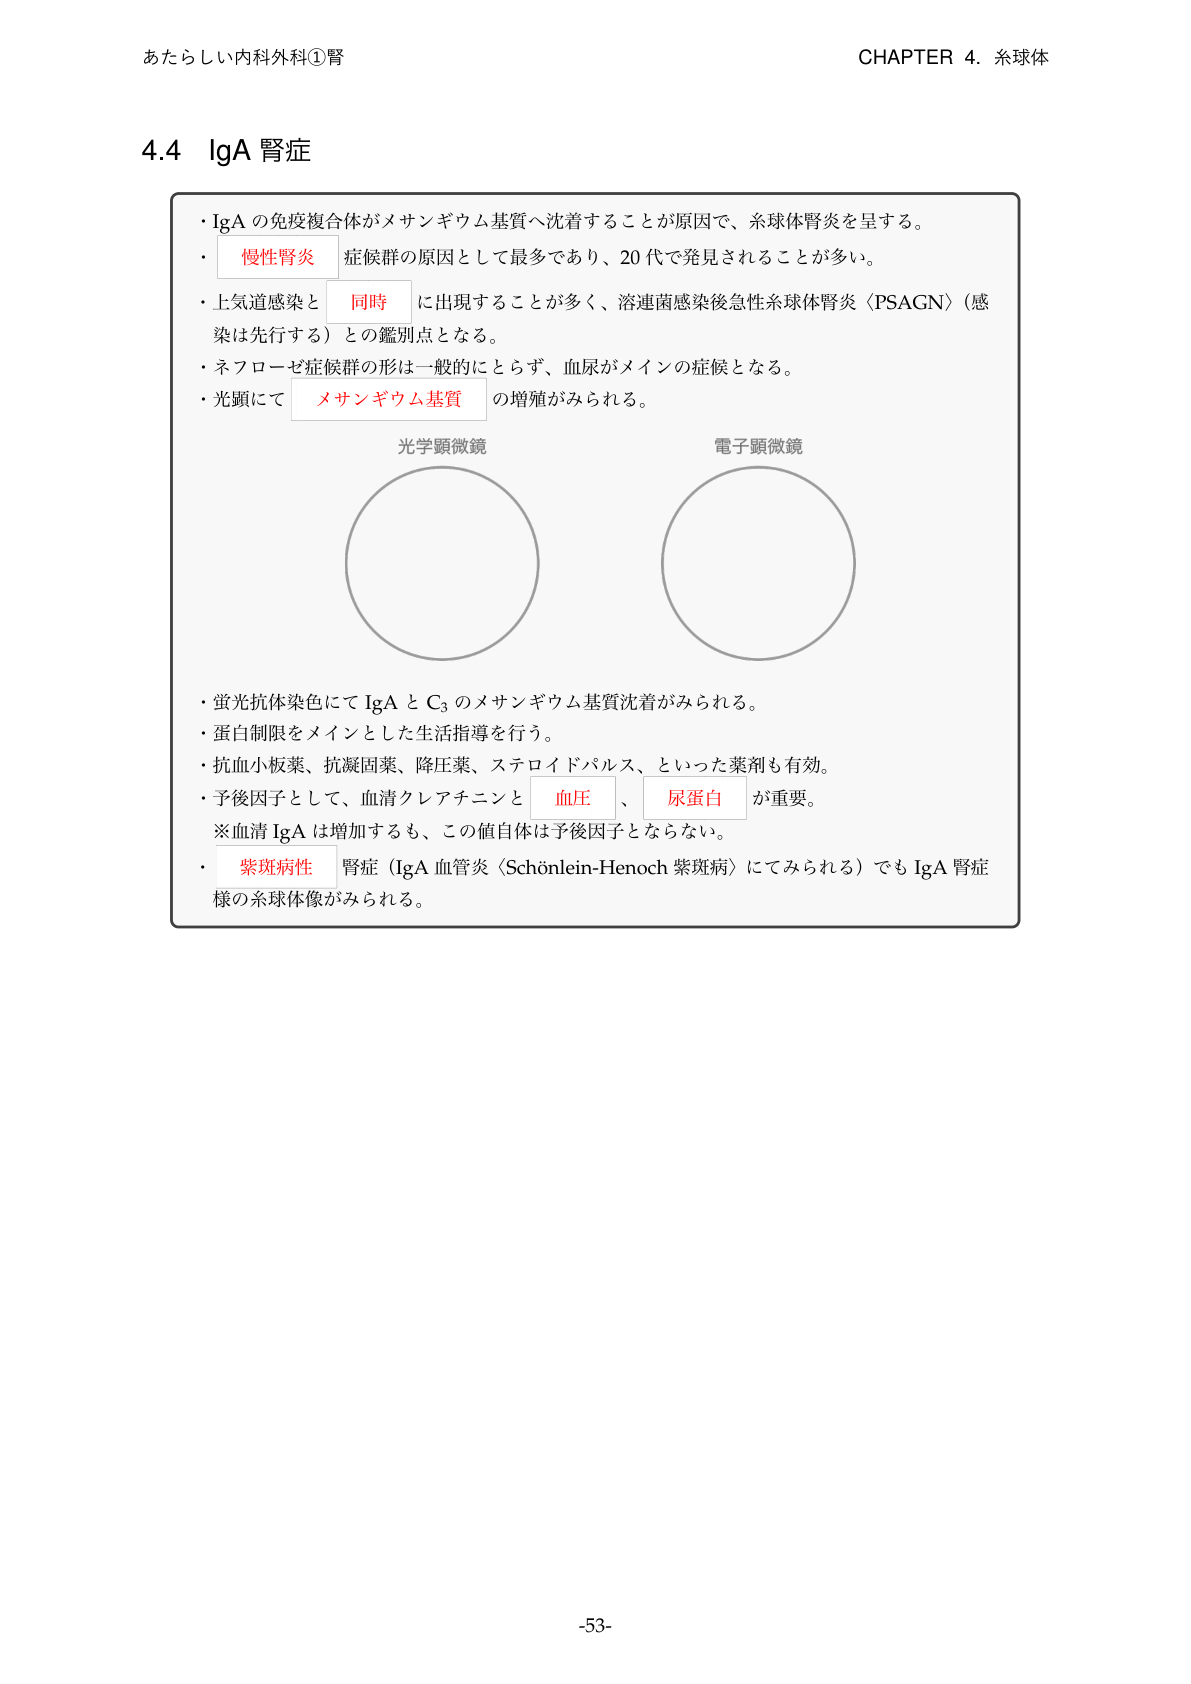 あたらしい内科外科①腎
CHAPTER 4. 糸球体
4.4 IgA 腎症
・IgA の免疫複合体がメサンギウム基質へ沈着することが原因で、糸球体腎炎を呈する。
・ 慢性腎炎 症候群の原因として最多であり、20 代で発見されることが多い。
・上気道感染と 同時 に出現することが多く、溶連菌感染後急性糸球体腎炎〈PSAGN〉（感
染は先行する）との鑑別点となる。
・ネフローゼ症候群の形は一般的にとらず、血尿がメインの症候となる。
・光顕にて メサンギウム基質 の増殖がみられる。
光学顕微鏡
電子顕微鏡
・蛍光抗体染色にて IgA と C₃ のメサンギウム基質沈着がみられる。
・蛋白制限をメインとした生活指導を行う。
・抗血小板薬、抗凝固薬、降圧薬、ステロイドパルス、といった薬剤も有効。
・予後因子として、血清クレアチニンと 血圧 、 尿蛋白 が重要。
※血清 IgA は増加するも、この値自体は予後因子とならない。
・ 紫斑病性 腎症（IgA 血管炎〈Schönlein-Henoch 紫斑病〉にてみられる）でも IgA 腎症
様の糸球体像がみられる。
-53-